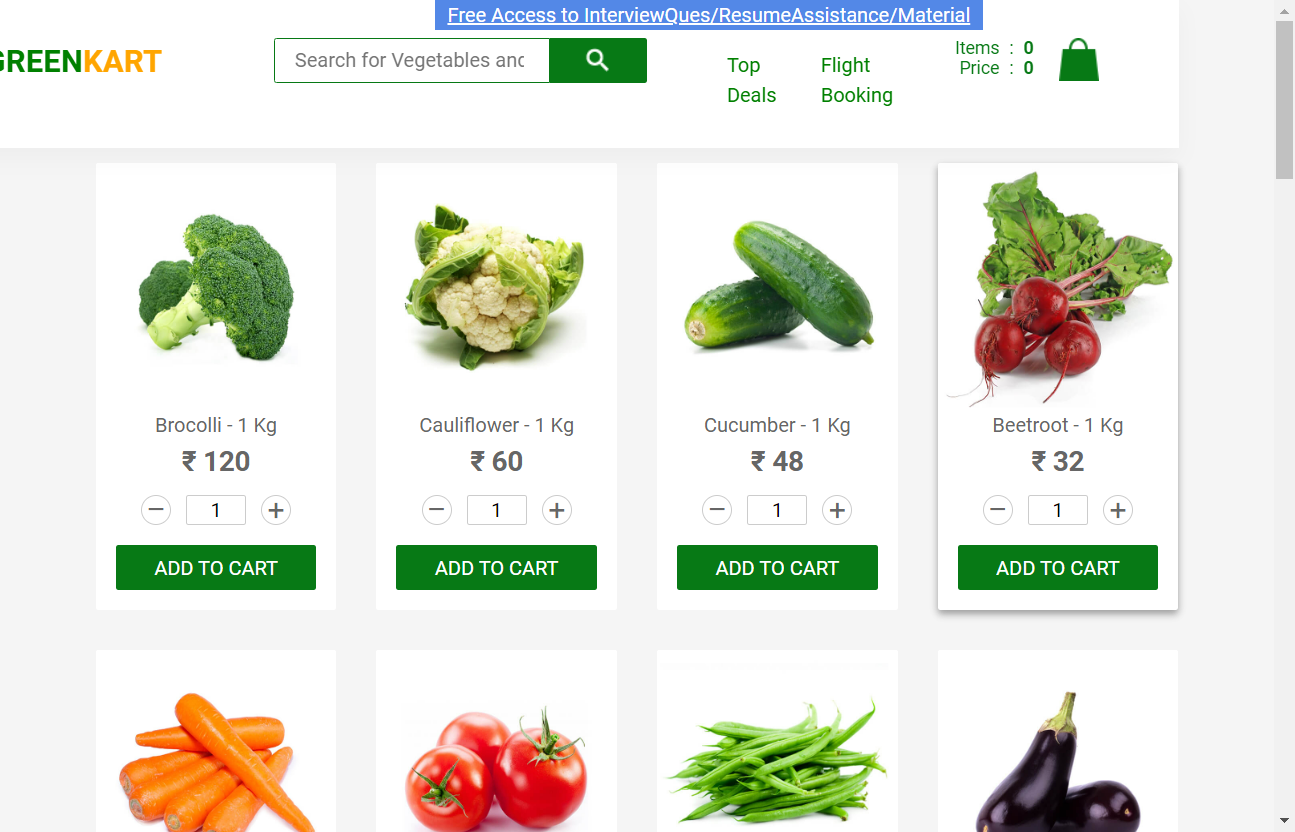 Free Access to InterviewQues/ResumeAssistance/Material
GREENKART
Search for Vegetables and
Top Deals
Flight Booking
Items : 0
Price : 0
Brocolli - 1 Kg
₹ 120
− 1 +
ADD TO CART
Cauliflower - 1 Kg
₹ 60
− 1 +
ADD TO CART
Cucumber - 1 Kg
₹ 48
− 1 +
ADD TO CART
Beetroot - 1 Kg
₹ 32
− 1 +
ADD TO CART